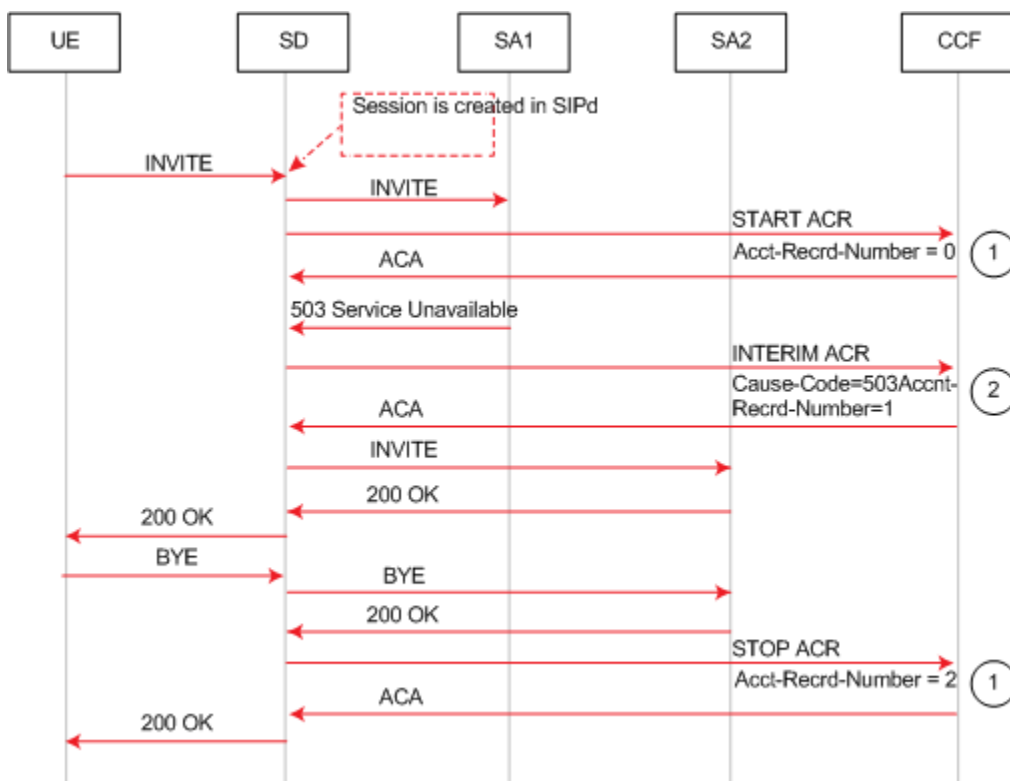 UE
SD
SA1
SA2
CCF
Session is created in SIPd
INVITE
INVITE
START ACR
Acct-Recrd-Number = 0
1
ACA
503 Service Unavailable
INTERIM ACR
Cause-Code=503Accnt-
Recrd-Number=1
2
ACA
INVITE
200 OK
200 OK
BYE
BYE
200 OK
STOP ACR
Acct-Recrd-Number = 2
1
ACA
200 OK